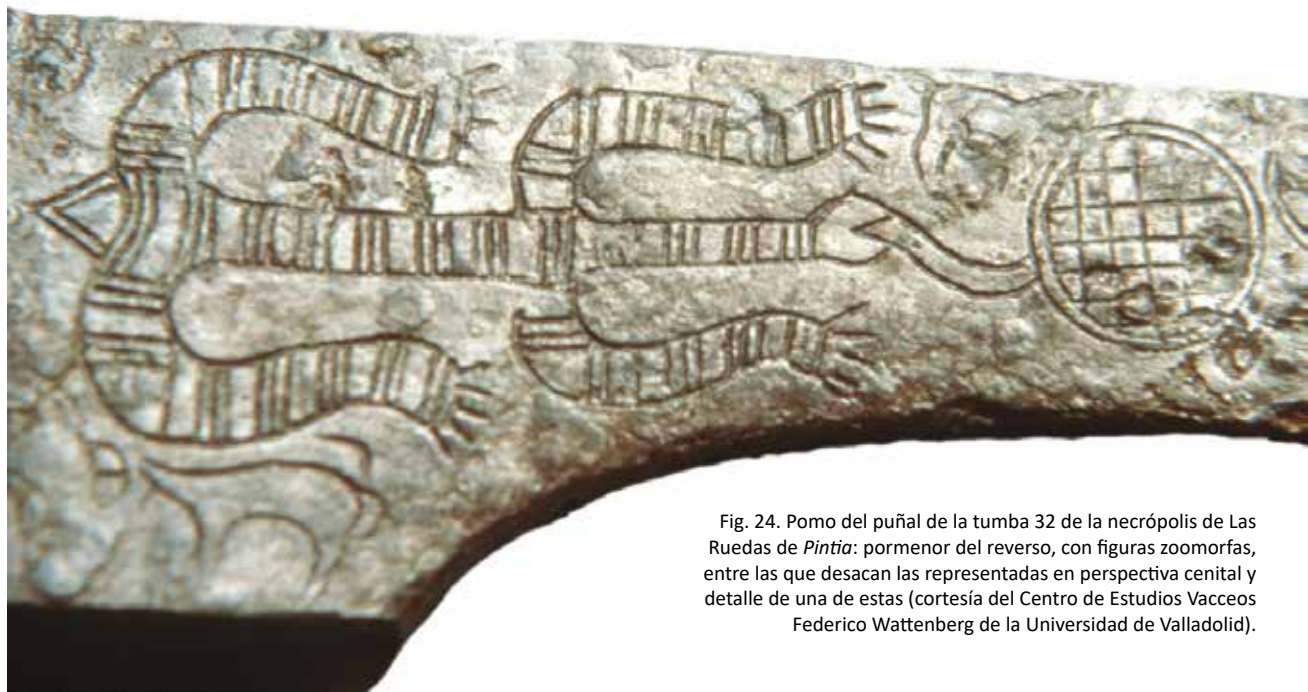 Fig. 24. Pomo del puñal de la tumba 32 de la necrópolis de Las
Ruedas de Pintia: pormenor del reverso, con figuras zoomorfas,
entre las que desacan las representadas en perspectiva cenital y
detalle de una de estas (cortesía del Centro de Estudios Vacceos
Federico Wattenberg de la Universidad de Valladolid).